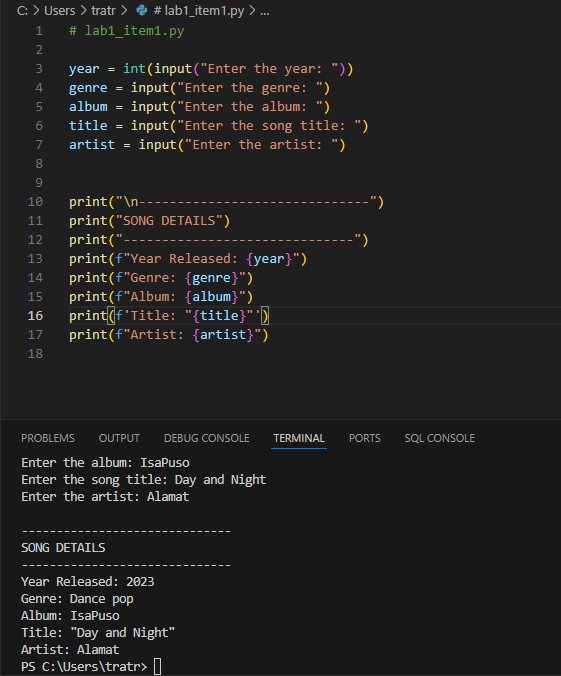 C: > Users > tratr > # lab1_item1.py > ...
1 # lab1_item1.py
2
3 year = int(input("Enter the year: "))
4 genre = input("Enter the genre: ")
5 album = input("Enter the album: ")
6 title = input("Enter the song title: ")
7 artist = input("Enter the artist: ")
8
9
10 print("\n------------------------------")
11 print("SONG DETAILS")
12 print("------------------------------")
13 print(f"Year Released: {year}")
14 print(f"Genre: {genre}")
15 print(f"Album: {album}")
16 print(f'Title: "{title}"')
17 print(f"Artist: {artist}")
18
PROBLEMS OUTPUT DEBUG CONSOLE TERMINAL PORTS SQL CONSOLE
Enter the album: IsaPuso
Enter the song title: Day and Night
Enter the artist: Alamat
------------------------------
SONG DETAILS
------------------------------
Year Released: 2023
Genre: Dance pop
Album: IsaPuso
Title: "Day and Night"
Artist: Alamat
PS C:\Users\tratr>